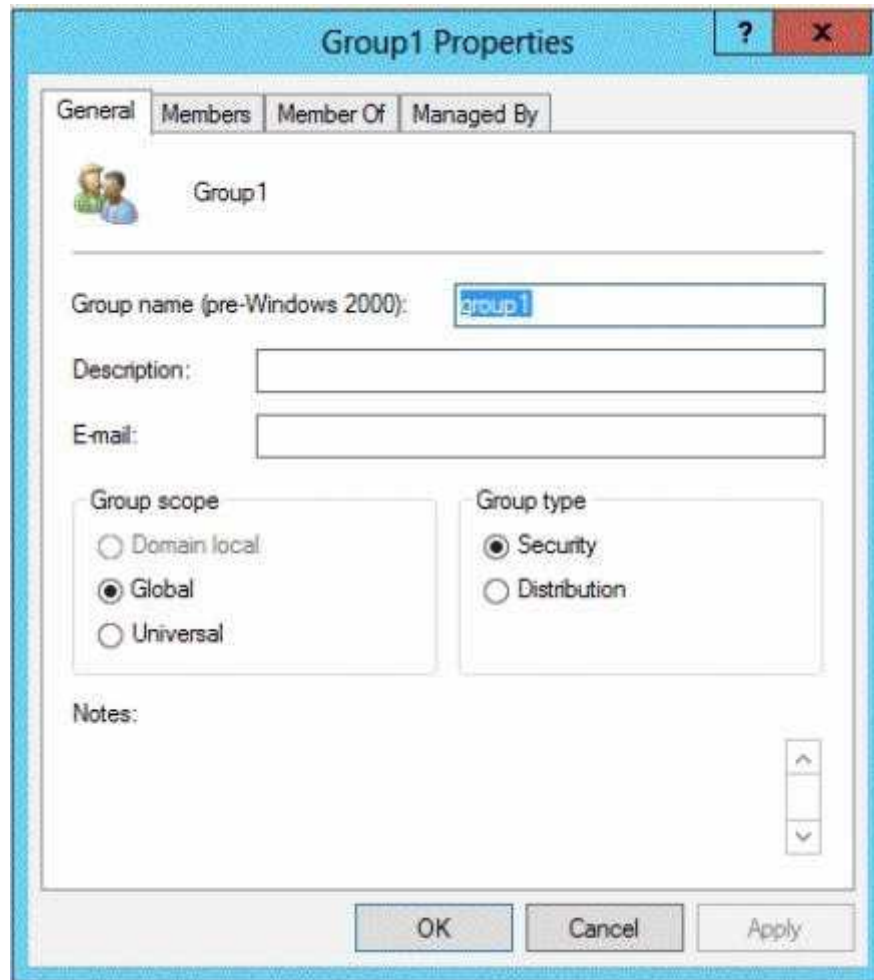 Group1 Properties
?
x
General Members Member Of Managed By
Group1
Group name (pre-Windows 2000): group1
Description:
E-mail:
Group scope Group type
Domain local Security
Global Distribution
Universal
Notes:
OK Cancel Apply